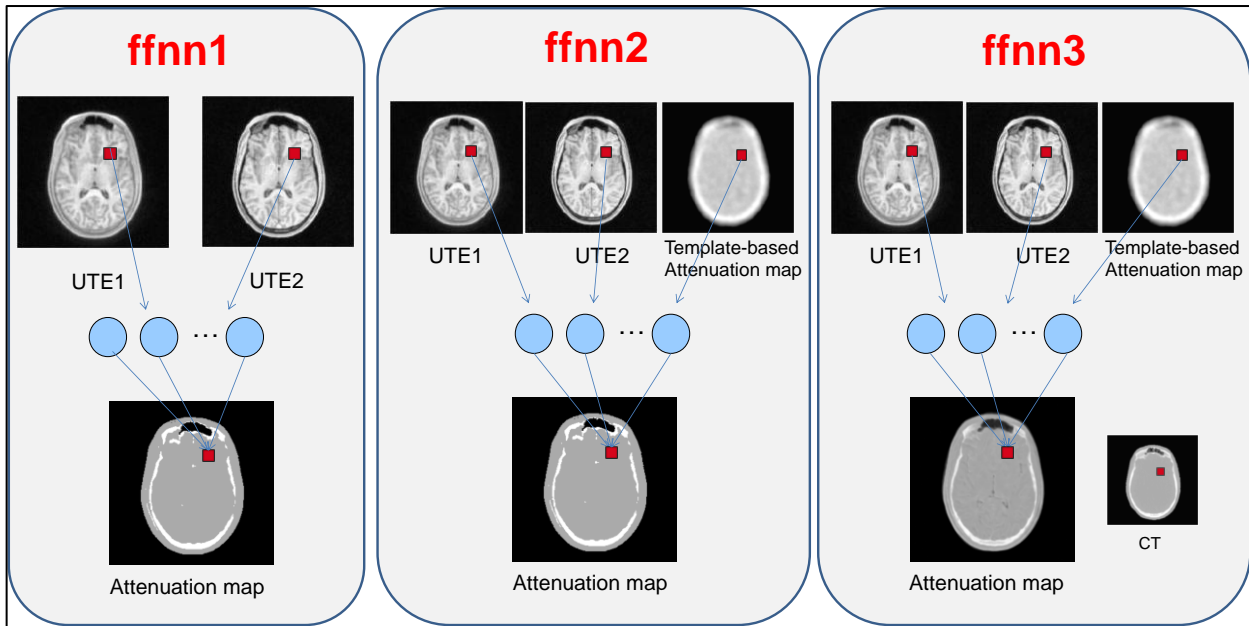 ffnn1
UTE1
UTE2
...
Attenuation map
ffnn2
UTE1
UTE2
Template-based
Attenuation map
...
Attenuation map
ffnn3
UTE1
UTE2
Template-based
Attenuation map
...
Attenuation map
CT